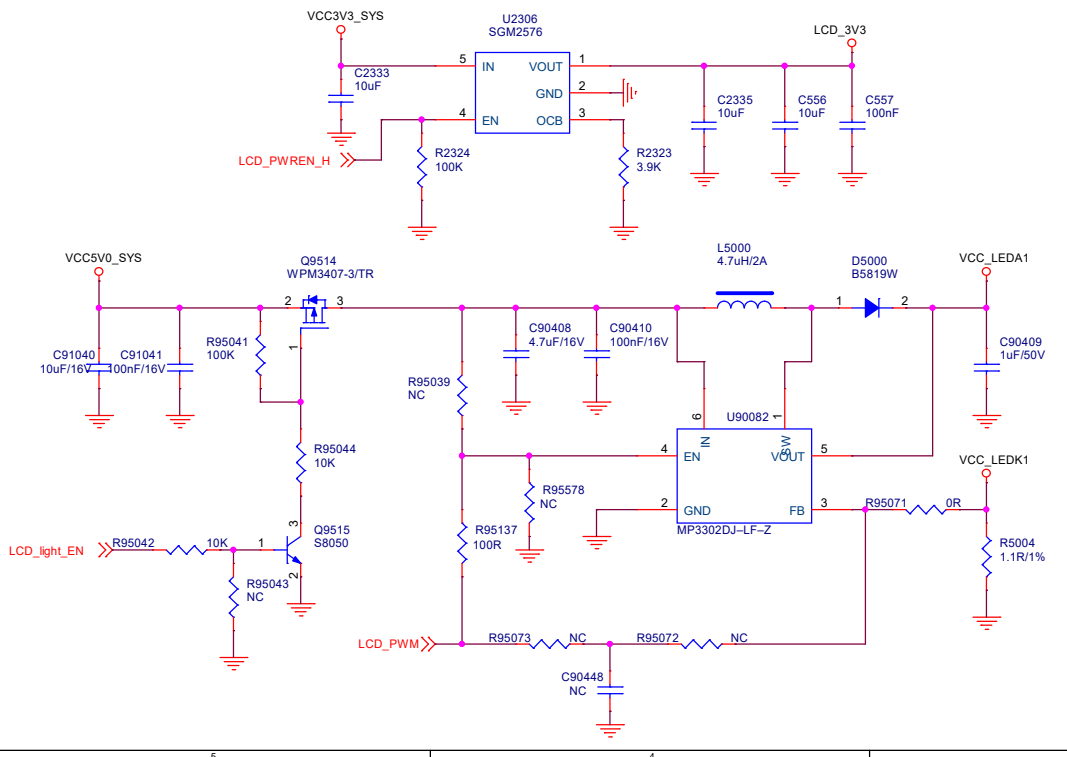 VCC3V3_SYS
U2306
SGM2576
LCD_3V3
5
IN
VOUT
1
C2333
10uF
GND
2
4
EN
OCB
3
C2335
10uF
C556
10uF
C557
100nF
LCD_PWREN_H
R2324
100K
R2323
3.9K
VCC5V0_SYS
Q9514
WPM3407-3/TR
L5000
4.7uH/2A
D5000
B5819W
VCC_LEDA1
2
3
1
2
R95041
100K
1
C91040
10uF/16V
C91041
100nF/16V
C90408
4.7uF/16V
C90410
100nF/16V
C90409
1uF/50V
R95039
NC
6
1
U90082
IN
SW
R95044
10K
4
EN
VOUT
5
VCC_LEDK1
R95578
NC
2
GND
FB
3
R95071
0R
MP3302DJ-LF-Z
3
Q9515
S8050
LCD_light_EN
R95042
10K
1
2
R95137
100R
R5004
1.1R/1%
R95043
NC
LCD_PWM
R95073
NC
R95072
NC
C90448
NC
5
4